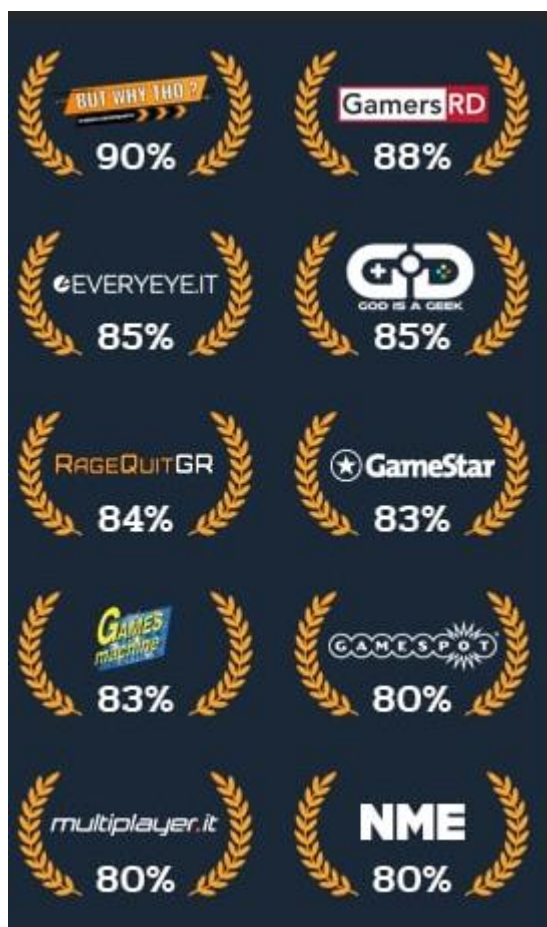 BUT WHY THO ?
90%
GamersRD
88%
EVERYEYE.IT
85%
GOD IS A GEEK
85%
RAGEQUITGR
84%
GameStar
83%
GAMES
machine
83%
GAMESPOT
80%
multiplayer.it
80%
NME
80%